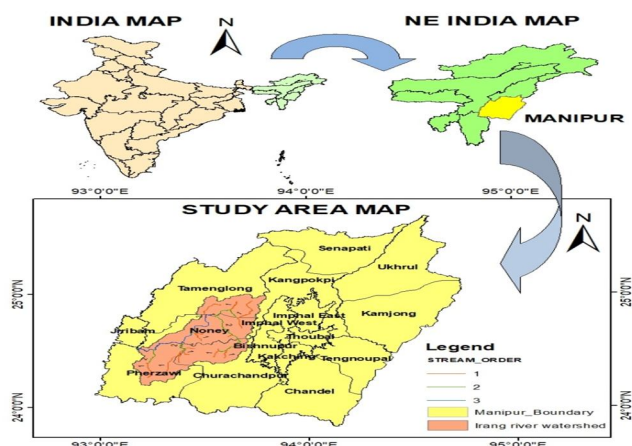 INDIA MAP
N
NE INDIA MAP
MANIPUR
93°0'0"E 94°0'0"E 95°0'0"E
STUDY AREA MAP
N
Senapati
Ukhrul
Kangpokpi
Tamenglong
25°0'0"N 25°0'0"N
Imphal East
Kamjong
Imphal West
Jiribam
Noney
Thoubal
Bishnupur
Kakching
Tengnoupal
Pherzawl
Churachandpur
Chandel
24°0'0"N 24°0'0"N
Legend
STREAM_ORDER
1
2
3
Manipur_Boundary
Irang river watershed
93°0'0"E 94°0'0"E 95°0'0"E